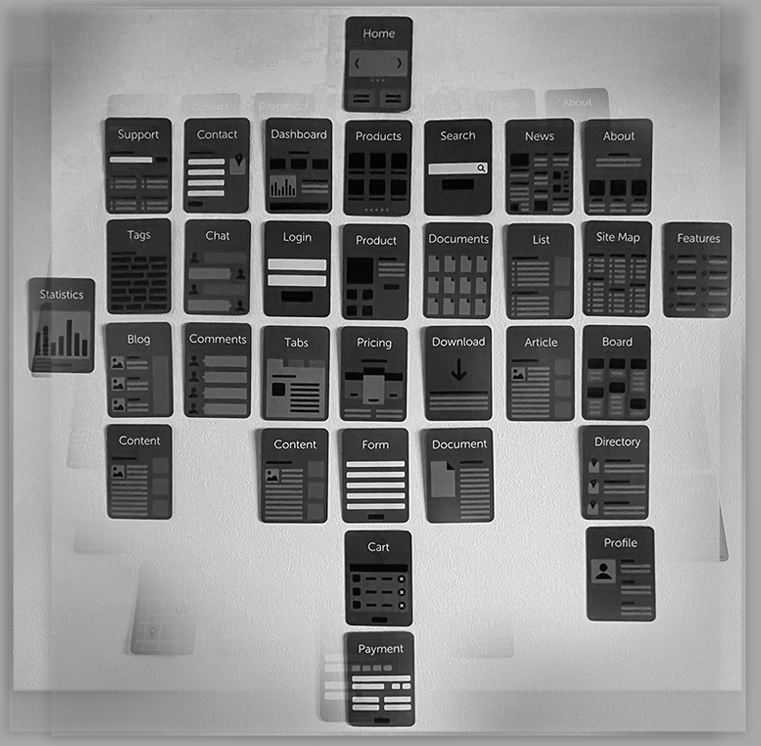 Home
Support
Contact
Dashboard
Products
Search
News
About
Tags
Chat
Login
Product
Documents
List
Site Map
Features
Statistics
Blog
Comments
Tabs
Pricing
Download
Article
Board
Content
Content
Form
Document
Directory
Cart
Profile
Payment